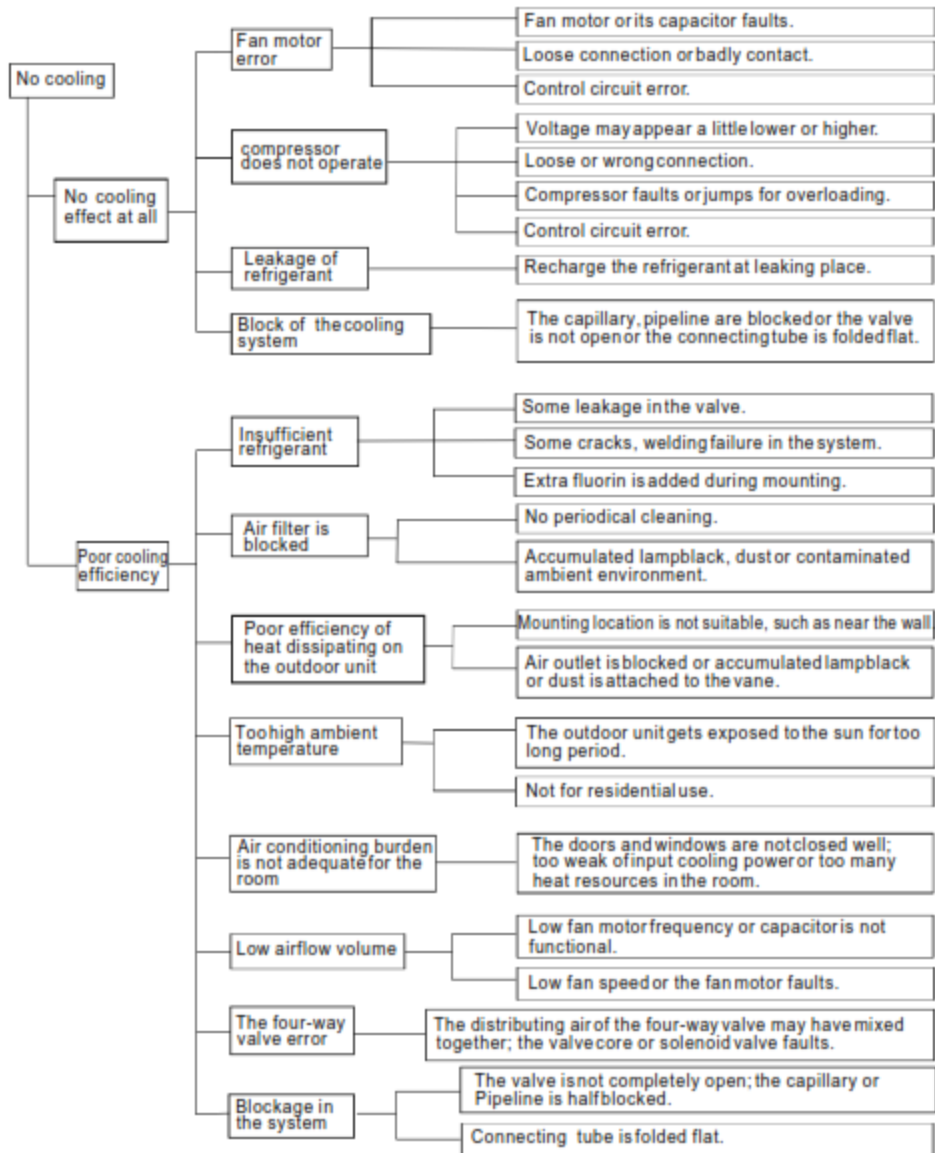 No cooling
No cooling
effect at all
Fan motor
error
Fan motor or its capacitor faults.
Loose connection or badly contact.
Control circuit error.
compressor
does not operate
Voltage may appear a little lower or higher.
Loose or wrong connection.
Compressor faults or jumps for overloading.
Control circuit error.
Leakage of
refrigerant
Recharge the refrigerant at leaking place.
Block of the cooling
system
The capillary, pipeline are blocked or the valve
is not open or the connecting tube is folded flat.
Poor cooling
efficiency
Insufficient
refrigerant
Some leakage in the valve.
Some cracks, welding failure in the system.
Extra fluorin is added during mounting.
Air filter is
blocked
No periodical cleaning.
Accumulated lampblack, dust or contaminated
ambient environment.
Poor efficiency of
heat dissipating on
the outdoor unit
Mounting location is not suitable, such as near the wall.
Air outlet is blocked or accumulated lampblack
or dust is attached to the vane.
Too high ambient
temperature
The outdoor unit gets exposed to the sun for too
long period.
Not for residential use.
Air conditioning burden
is not adequate for the
room
The doors and windows are not closed well;
too weak of input cooling power or too many
heat resources in the room.
Low airflow volume
Low fan motor frequency or capacitor is not
functional.
Low fan speed or the fan motor faults.
The four-way
valve error
The distributing air of the four-way valve may have mixed
together; the valve core or solenoid valve faults.
Blockage in
the system
The valve is not completely open; the capillary or
Pipeline is half blocked.
Connecting tube is folded flat.